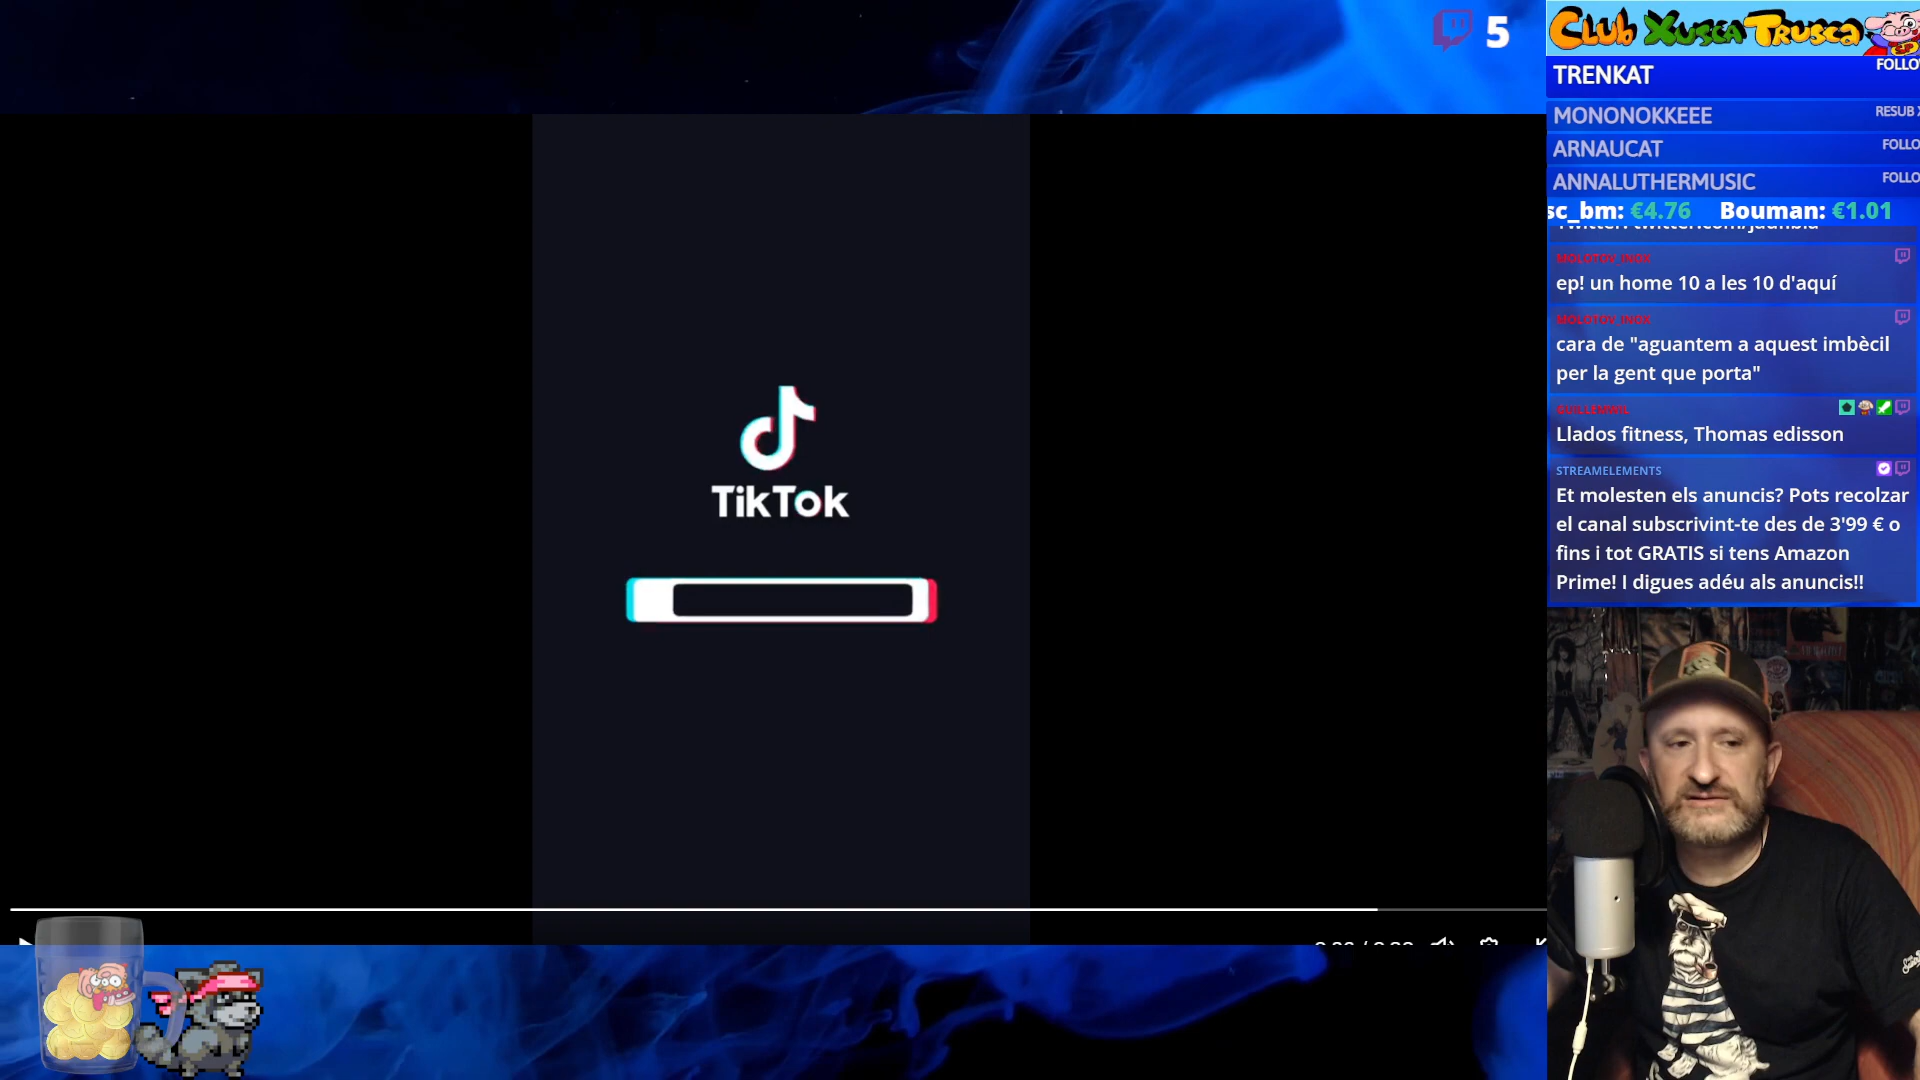 5
Club Xusca Trusca
TRENKAT
FOLLO
MONONOKKEEE
RESUB
ARNAUCAT
FOLLO
ANNALUTHERMUSIC
FOLLO
sc_bm: €4.76 Bouman: €1.01
MOLOTOV_INOX
ep! un home 10 a les 10 d'aquí
MOLOTOV_INOX
cara de "aguantem a aquest imbècil
per la gent que porta"
Llados fitness, Thomas edisson
STREAMELEMENTS
Et molesten els anuncis? Pots recolzar
el canal subscrivint-te des de 3'99 € o
fins i tot GRATIS si tens Amazon
Prime! I digues adéu als anuncis!!
TikTok